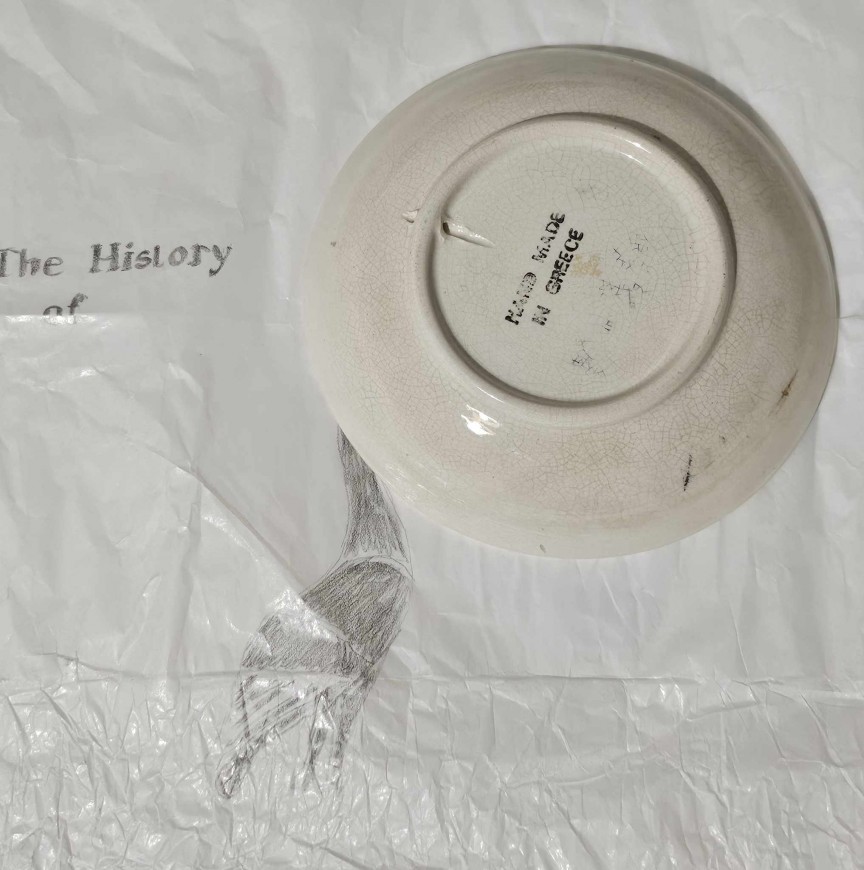 The History
of
HAND MADE
IN GREECE